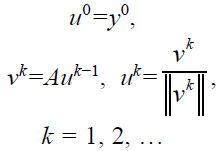 u⁰=y⁰,
vᵏ=Auᵏ⁻¹, uᵏ=vᵏ/‖vᵏ‖,
k = 1, 2, …